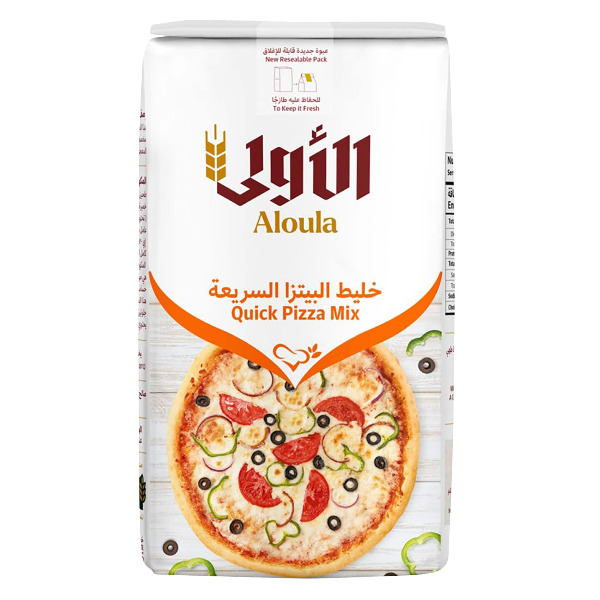 عبوة جديدة قابلة للإغلاق
New Resealable Pack
للحفاظ عليه طازجًا
To Keep it Fresh
الأولى
Aloula
خليط البيتزا السريعة
Quick Pizza Mix